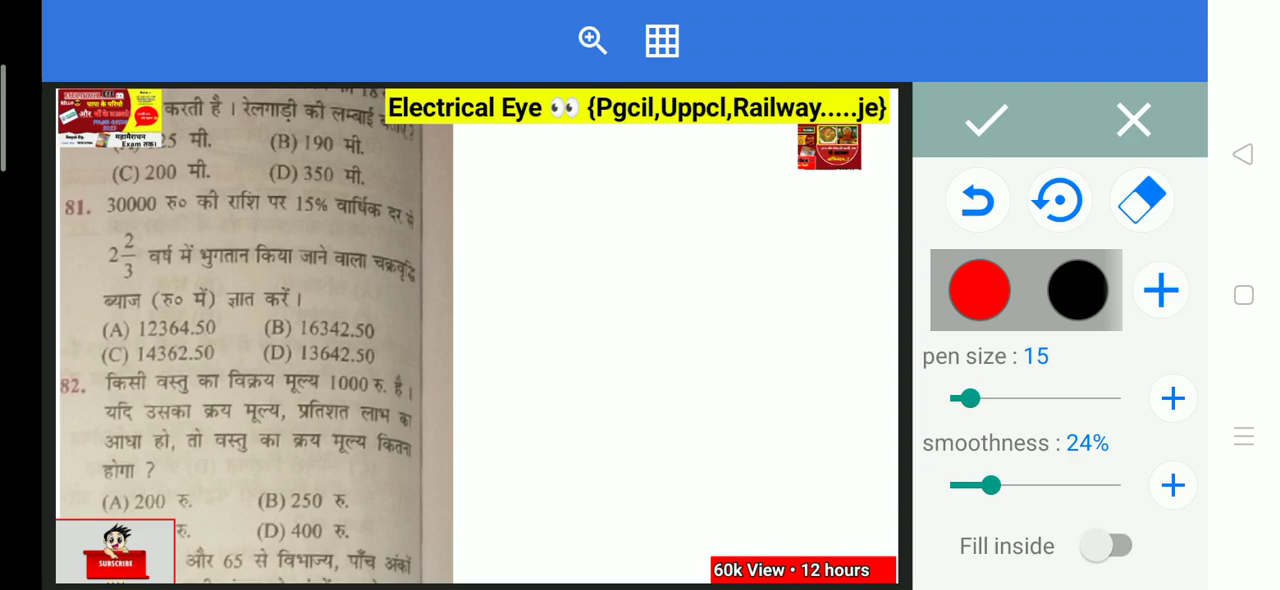 Electrical Eye 👀 {Pgcil,Uppcl,Railway.....je}
करती है । रेलगाड़ी की लम्बाई
25 मी. (B) 190 मी.
(C) 200 मी. (D) 350 मी.
81. 30000 रु० की राशि पर 15% वार्षिक दर से
2 2/3 वर्ष में भुगतान किया जाने वाला चक्रवृद्धि
ब्याज (रु० में) ज्ञात करें ।
(A) 12364.50 (B) 16342.50
(C) 14362.50 (D) 13642.50
82. किसी वस्तु का विक्रय मूल्य 1000 रु. है ।
यदि उसका क्रय मूल्य, प्रतिशत लाभ का
आधा हो, तो वस्तु का क्रय मूल्य कितना
होगा ?
(A) 200 रु. (B) 250 रु.
रु. (D) 400 रु.
और 65 से विभाज्य, पाँच अंकों
SUBSCRIBE
60k View • 12 hours
pen size : 15
smoothness : 24%
Fill inside